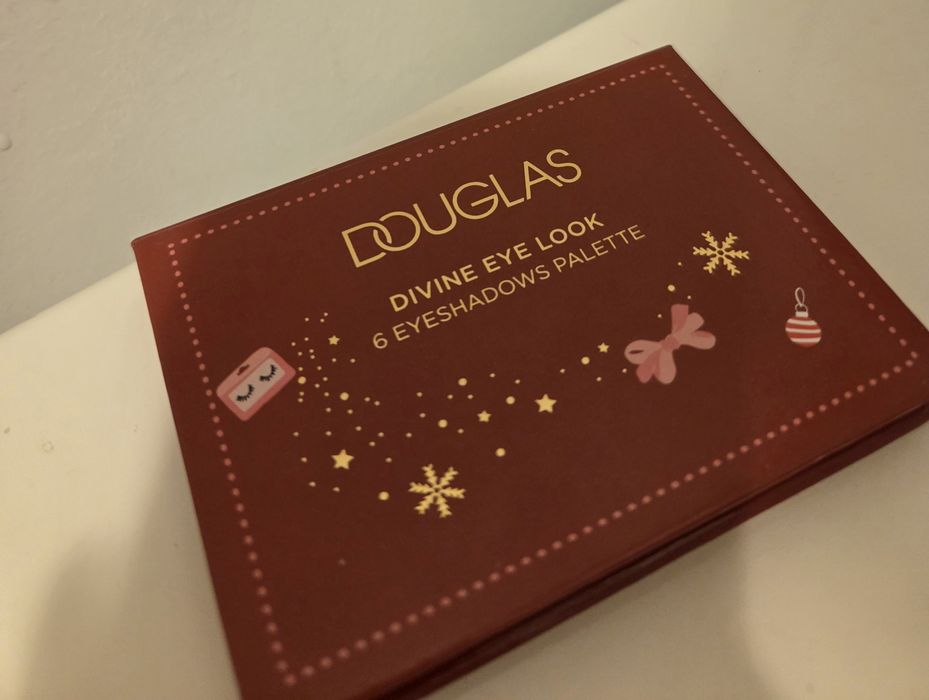 DOUGLAS
DIVINE EYE LOOK
6 EYESHADOWS PALETTE